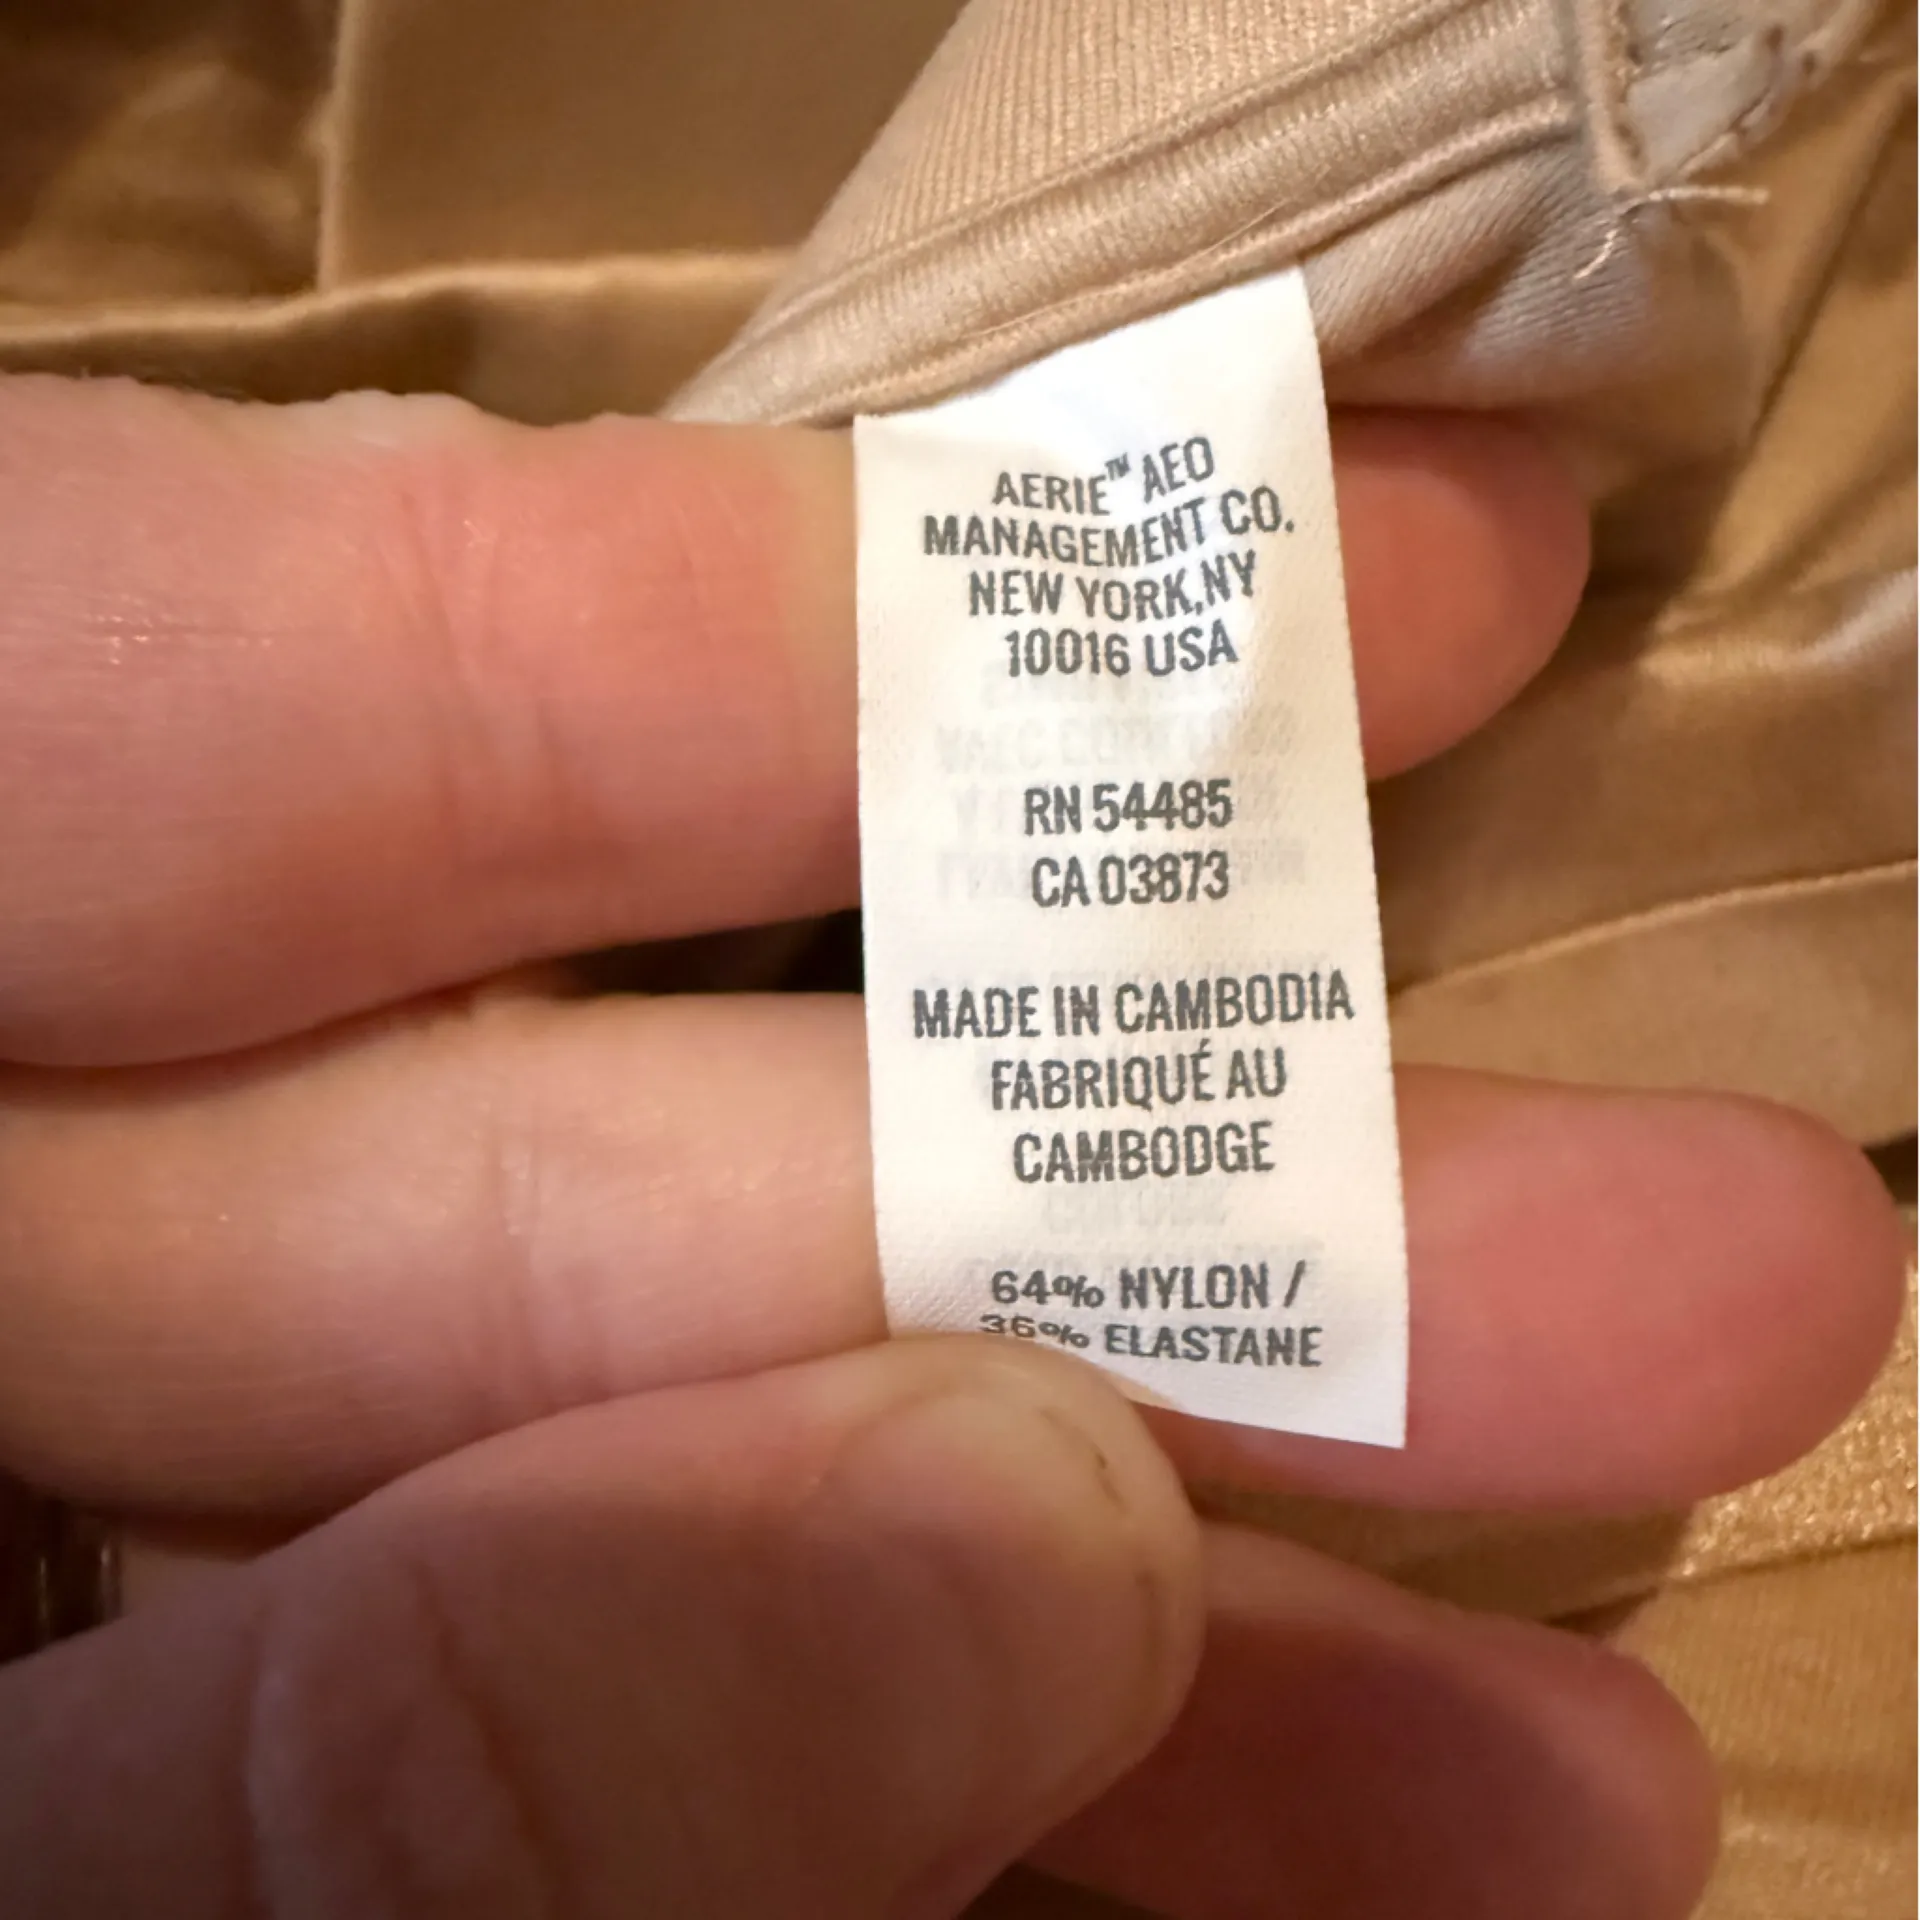 AERIE™ AEO
MANAGEMENT CO.
NEW YORK,NY
10016 USA
RN 54485
CA 03873
MADE IN CAMBODIA
FABRIQUÉ AU
CAMBODGE
64% NYLON /
36% ELASTANE